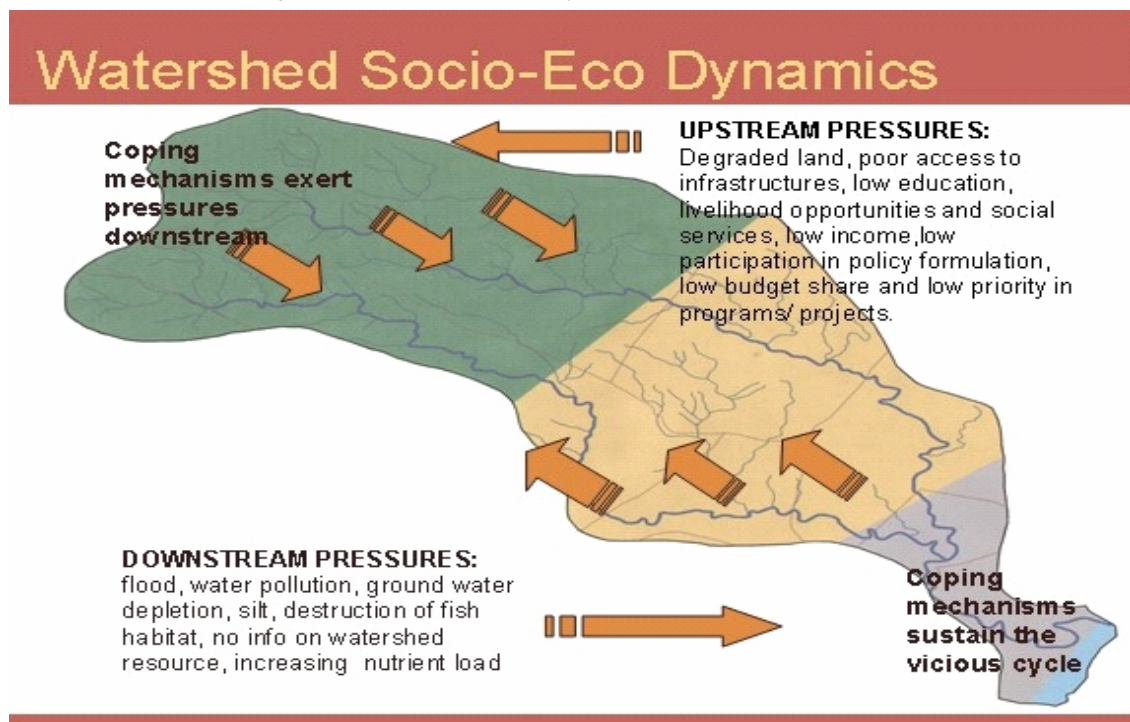 Watershed Socio-Eco Dynamics
Coping
mechanisms exert
pressures
downstream
UPSTREAM PRESSURES:
Degraded land, poor access to
infrastructures, low education,
livelihood opportunities and social
services, low income,low
participation in policy formulation,
low budget share and low priority in
programs/ projects.
DOWNSTREAM PRESSURES:
flood, water pollution, ground water
depletion, silt, destruction of fish
habitat, no info on watershed
resource, increasing nutrient load
Coping
mechanisms
sustain the
vicious cycle